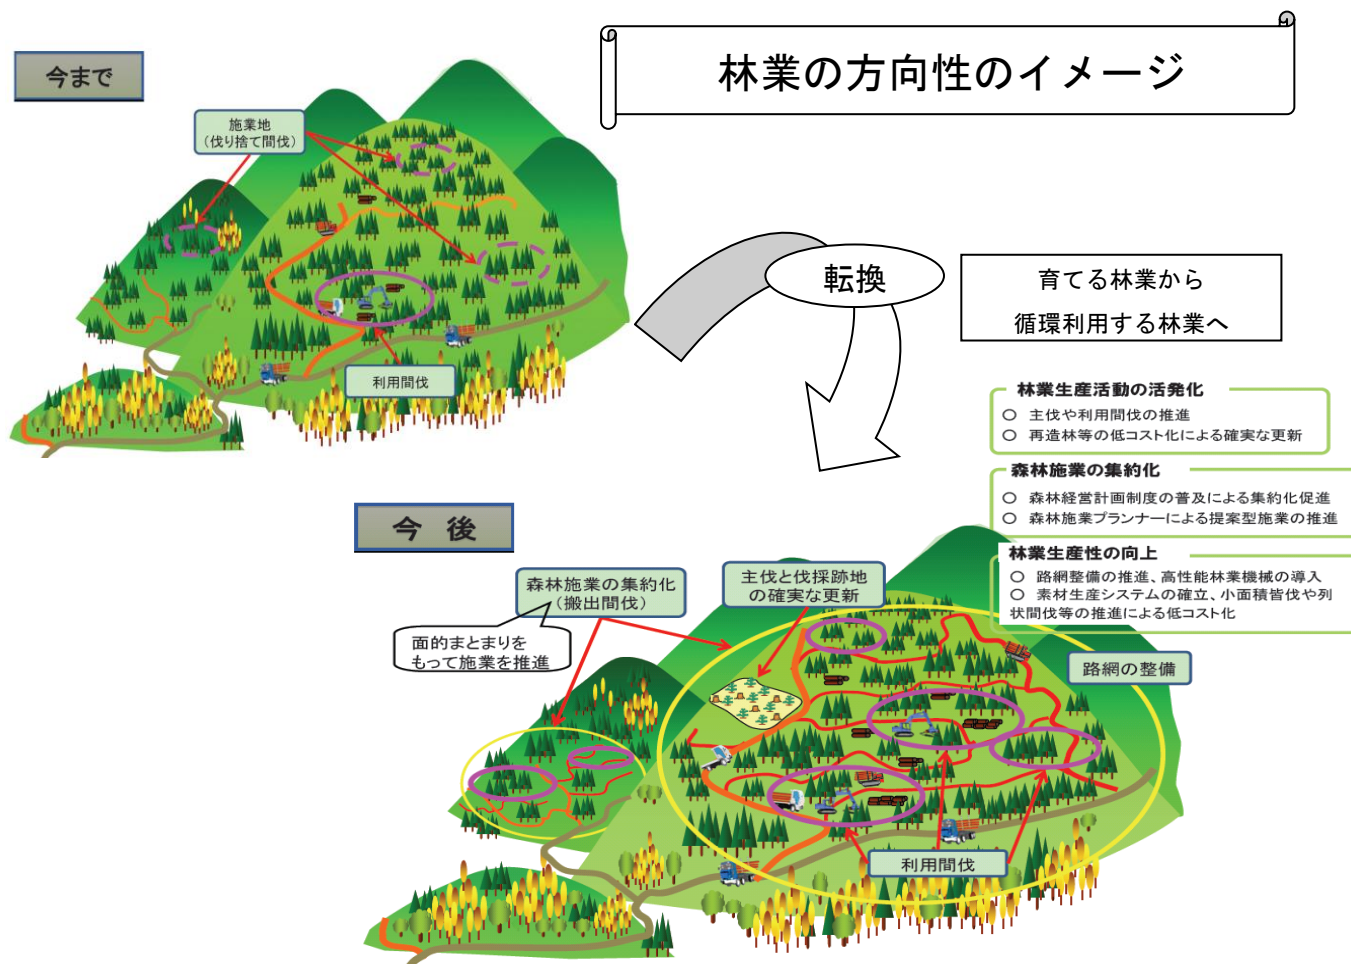 林業の方向性のイメージ
今まで
施業地
(伐り捨て間伐)
利用間伐
転換
育てる林業から
循環利用する林業へ
林業生産活動の活発化
○ 主伐や利用間伐の推進
○ 再造林等の低コスト化による確実な更新
森林施業の集約化
○ 森林経営計画制度の普及による集約化促進
○ 森林施業プランナーによる提案型施業の推進
林業生産性の向上
○ 路網整備の推進、高性能林業機械の導入
○ 素材生産システムの確立、小面積皆伐や列
状間伐等の推進による低コスト化
今 後
森林施業の集約化
(搬出間伐)
面的まとまりを
もって施業を推進
主伐と伐採跡地
の確実な更新
路網の整備
利用間伐